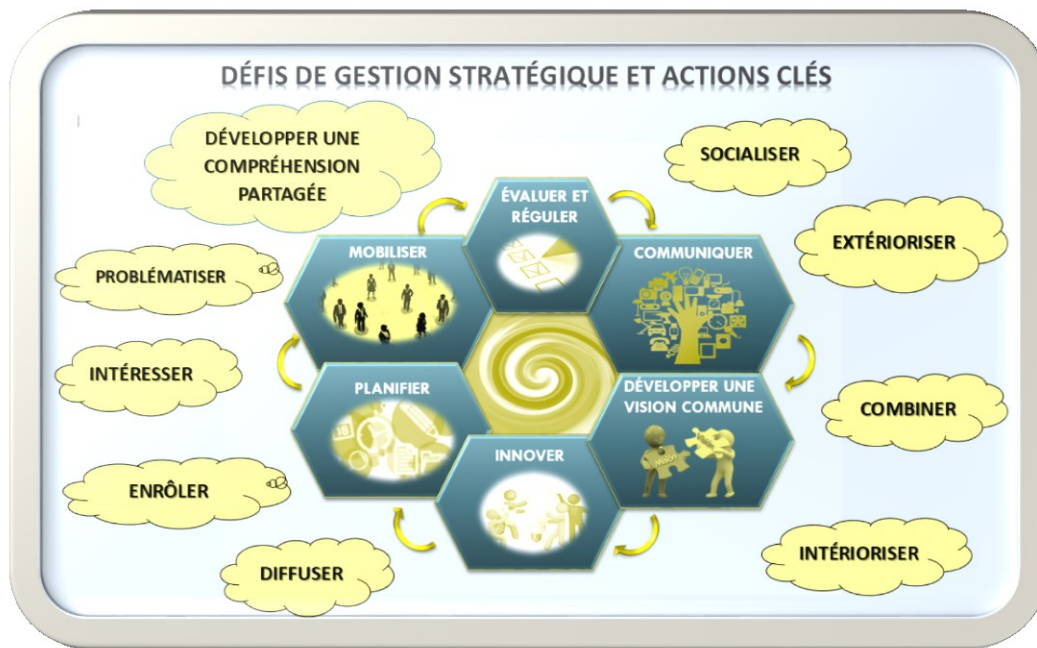 DÉFIS DE GESTION STRATÉGIQUE ET ACTIONS CLÉS
DÉVELOPPER UNE
COMPRÉHENSION
PARTAGÉE
PROBLÉMATISER
INTÉRESSER
ENRÔLER
DIFFUSER
SOCIALISER
EXTÉRIORISER
COMBINER
INTÉRIORISER
ÉVALUER ET
RÉGULER
COMMUNIQUER
DÉVELOPPER UNE
VISION COMMUNE
INNOVER
PLANIFIER
18
MOBILISER